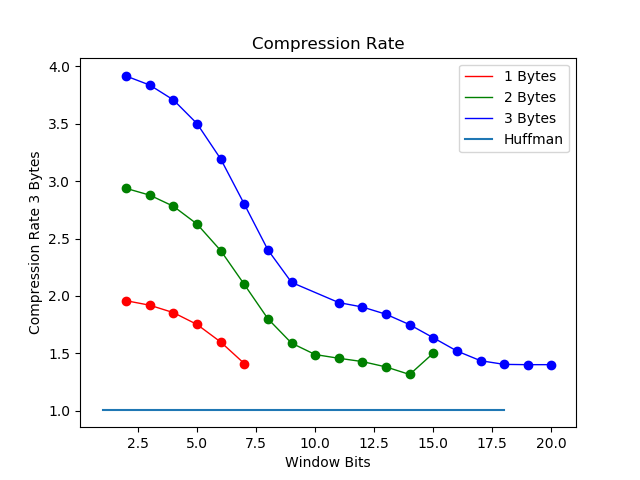 Compression Rate
4.0
3.5
3.0
2.5
2.0
1.5
1.0
Compression Rate 3 Bytes
1 Bytes
2 Bytes
3 Bytes
Huffman
2.5 5.0 7.5 10.0 12.5 15.0 17.5 20.0
Window Bits